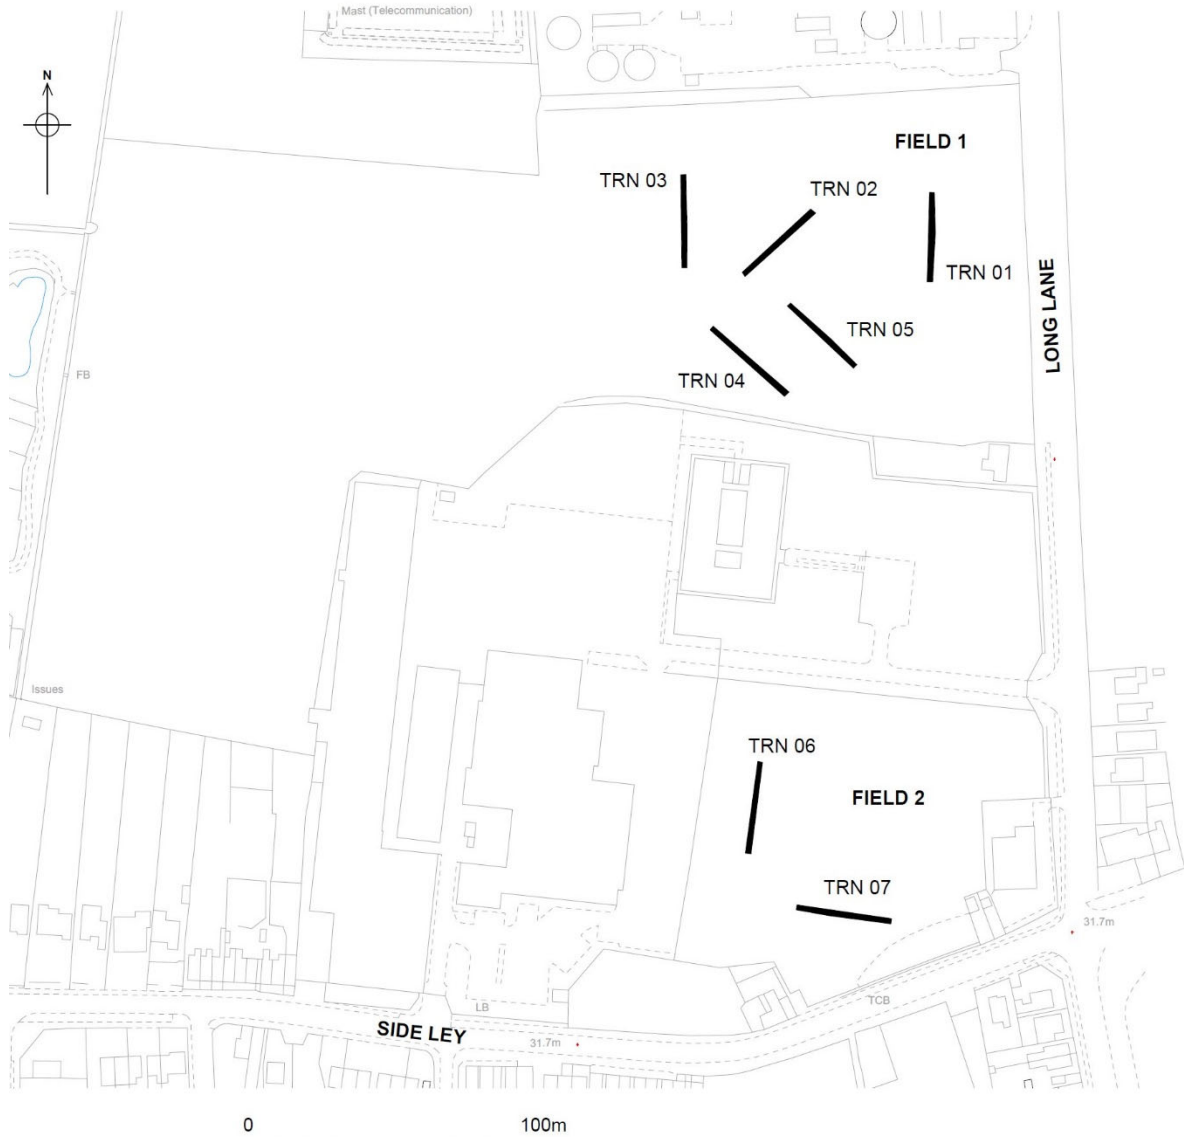 Mast (Telecommunication)
N
FIELD 1
TRN 03
TRN 02
TRN 01
LONG LANE
TRN 05
TRN 04
FB
Issues
TRN 06
FIELD 2
TRN 07
31.7m
TCB
LB
SIDE LEY
31.7m
0
100m